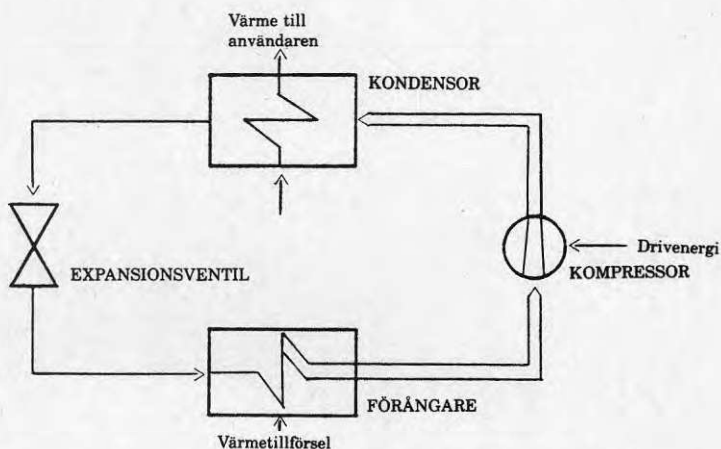 Värme till
användaren
KONDENSOR
Drivenergi
KOMPRESSOR
EXPANSIONSVENTIL
FÖRÅNGARE
Värmetillförsel